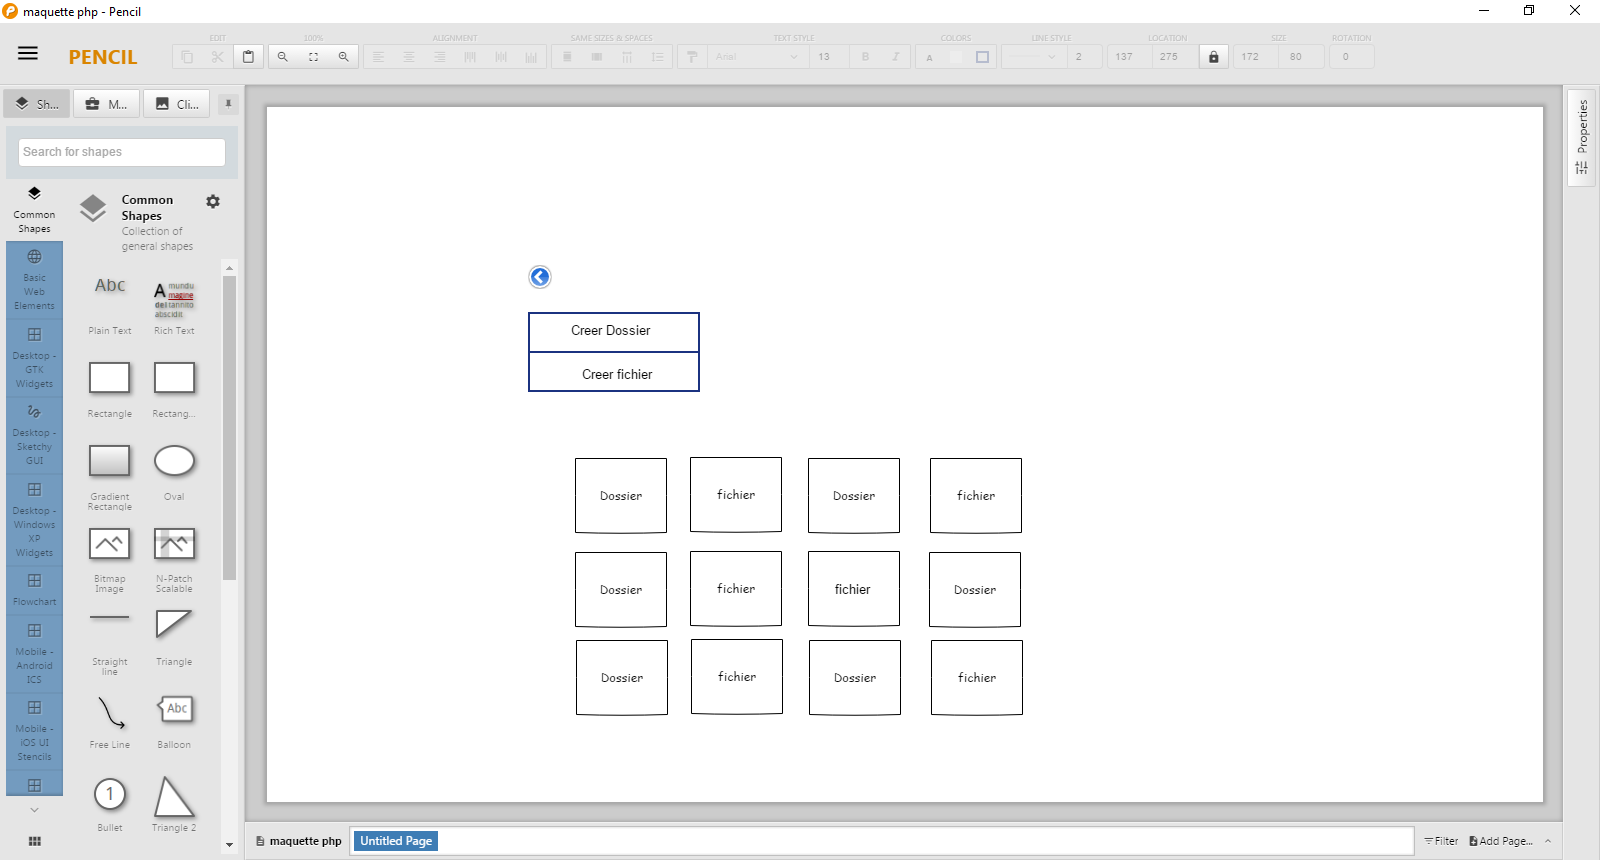 maquette php - Pencil
PENCIL
EDIT
100%
ALIGNMENT
SAME SIZES & SPACES
TEXT STYLE
COLORS
LINE STYLE
LOCATION
SIZE
ROTATION
Arial
13
B
I
A
2
137
275
172
80
0
Sh...
M...
Cli...
Search for shapes
Common
Shapes
Basic
Web
Elements
Desktop -
GTK
Widgets
Desktop -
Sketchy
GUI
Desktop -
Windows
XP
Widgets
Flowchart
Mobile -
Android
ICS
Mobile -
iOS UI
Stencils
Common
Shapes
Collection of
general shapes
Abc
Plain Text
A mundu
magine
del tannito
abscidit
Rich Text
Rectangle
Rectang...
Gradient
Rectangle
Oval
Bitmap
Image
N-Patch
Scalable
Straight
line
Triangle
Free Line
Abc
Balloon
1
Bullet
Triangle 2
Creer Dossier
Creer fichier
Dossier
fichier
Dossier
fichier
Dossier
fichier
fichier
Dossier
Dossier
fichier
Dossier
fichier
Properties
maquette php
Untitled Page
Filter
Add Page...